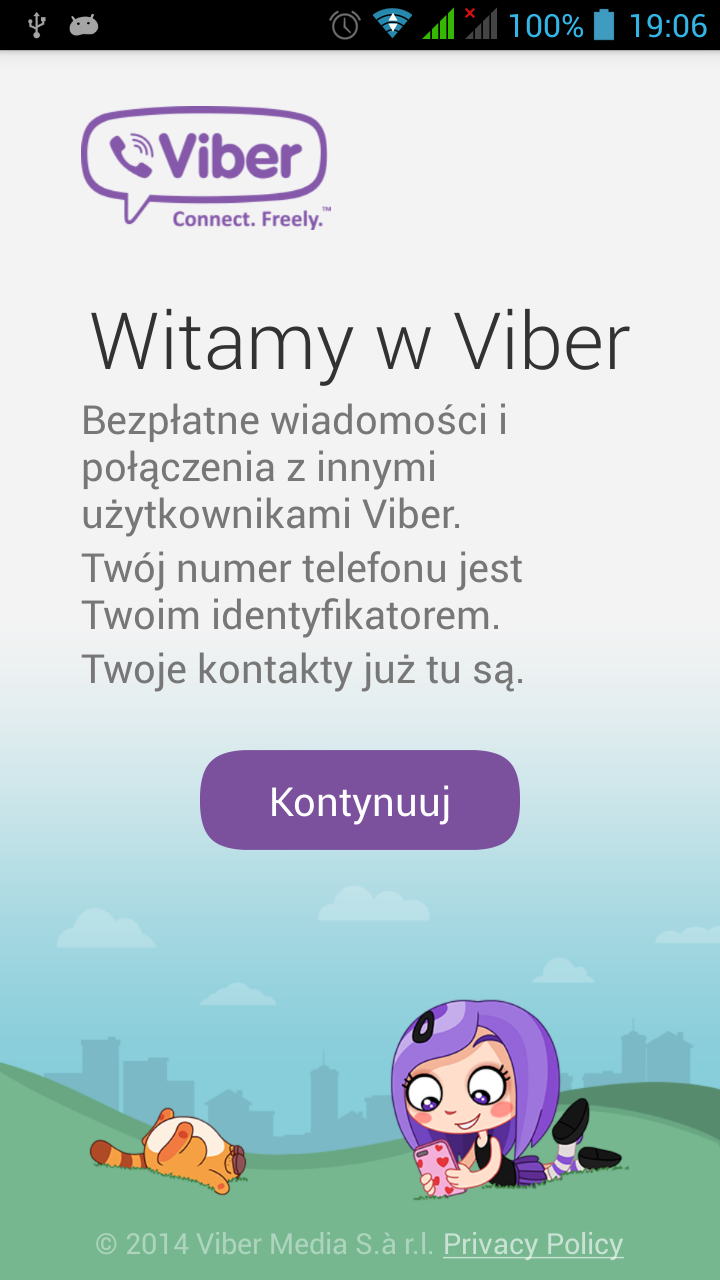 100% 19:06
Viber
Connect. Freely.™
Witamy w Viber
Bezpłatne wiadomości i
połączenia z innymi
użytkownikami Viber.
Twój numer telefonu jest
Twoim identyfikatorem.
Twoje kontakty już tu są.
Kontynuuj
© 2014 Viber Media S.à r.l. Privacy Policy